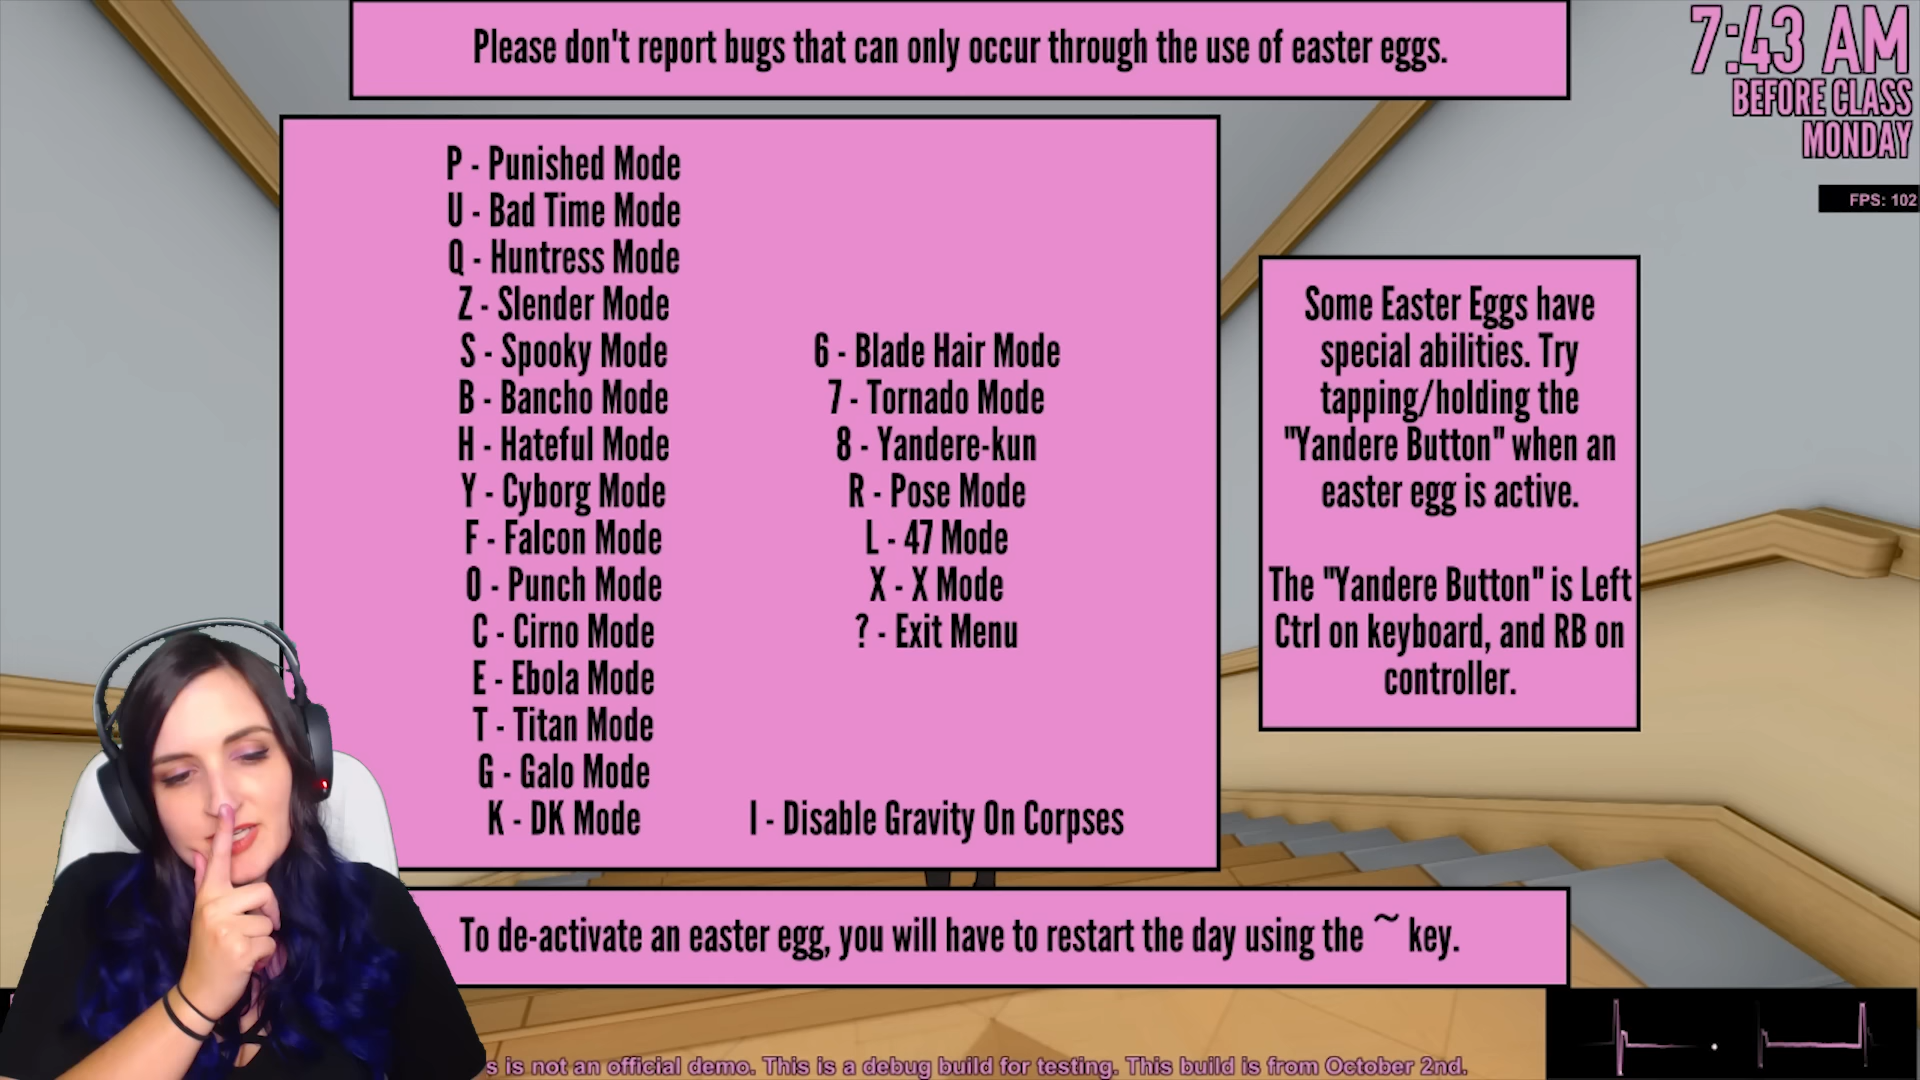 Please don't report bugs that can only occur through the use of easter eggs.
7:43 AM
BEFORE CLASS
MONDAY
FPS: 102
P - Punished Mode
U - Bad Time Mode
Q - Huntress Mode
Z - Slender Mode
S - Spooky Mode
B - Bancho Mode
H - Hateful Mode
Y - Cyborg Mode
F - Falcon Mode
O - Punch Mode
C - Cirno Mode
E - Ebola Mode
T - Titan Mode
G - Galo Mode
K - DK Mode
6 - Blade Hair Mode
7 - Tornado Mode
8 - Yandere-kun
R - Pose Mode
L - 47 Mode
X - X Mode
? - Exit Menu
I - Disable Gravity On Corpses
Some Easter Eggs have
special abilities. Try
tapping/holding the
"Yandere Button" when an
easter egg is active.
The "Yandere Button" is Left
Ctrl on keyboard, and RB on
controller.
To de-activate an easter egg, you will have to restart the day using the ~ key.
s is not an official demo. This is a debug build for testing. This build is from October 2nd.